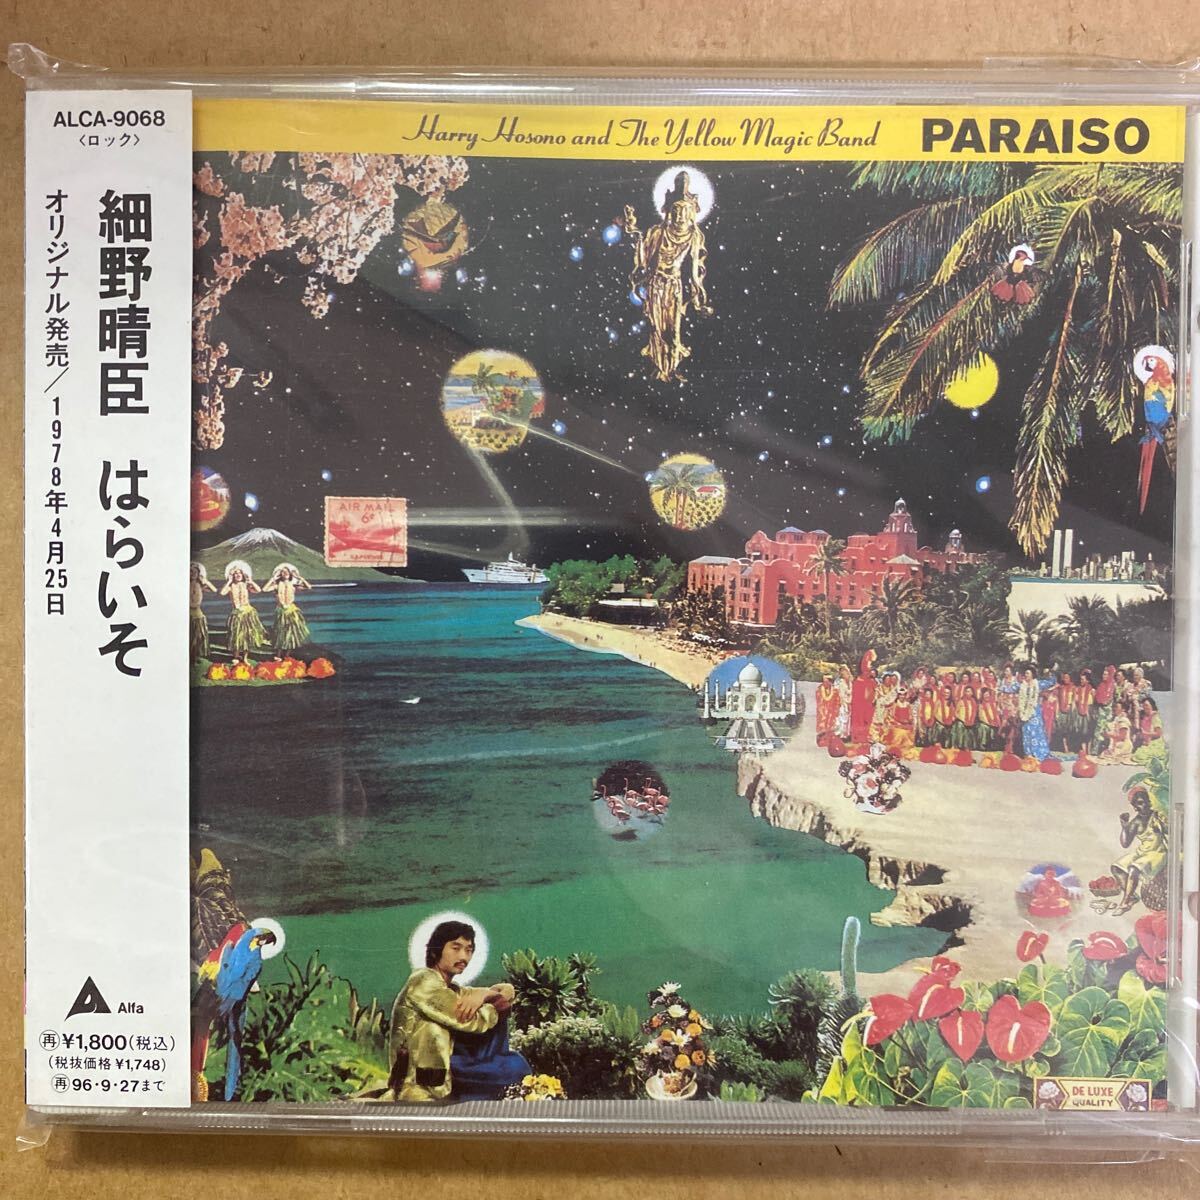 ALCA-9068
〈ロック〉
細野晴臣 はらいそ
オリジナル発売/1978年4月25日
Alfa
再¥1,800(税込)
(税抜価格¥1,748)
再96・9・27まで
Harry Hosono and The Yellow Magic Band PARAISO
AIR MAIL
6¢
DE LUXE
QUALITY